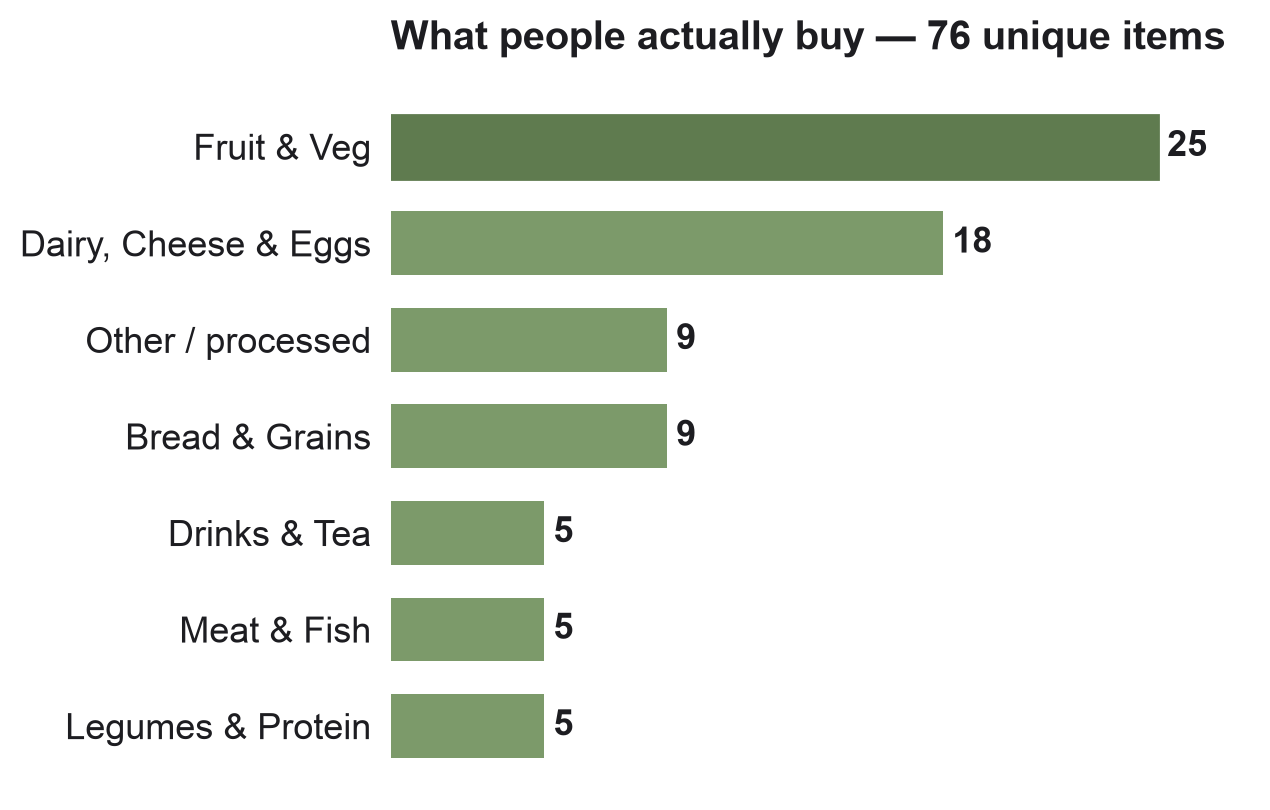 What people actually buy — 76 unique items
Fruit & Veg 25
Dairy, Cheese & Eggs 18
Other / processed 9
Bread & Grains 9
Drinks & Tea 5
Meat & Fish 5
Legumes & Protein 5